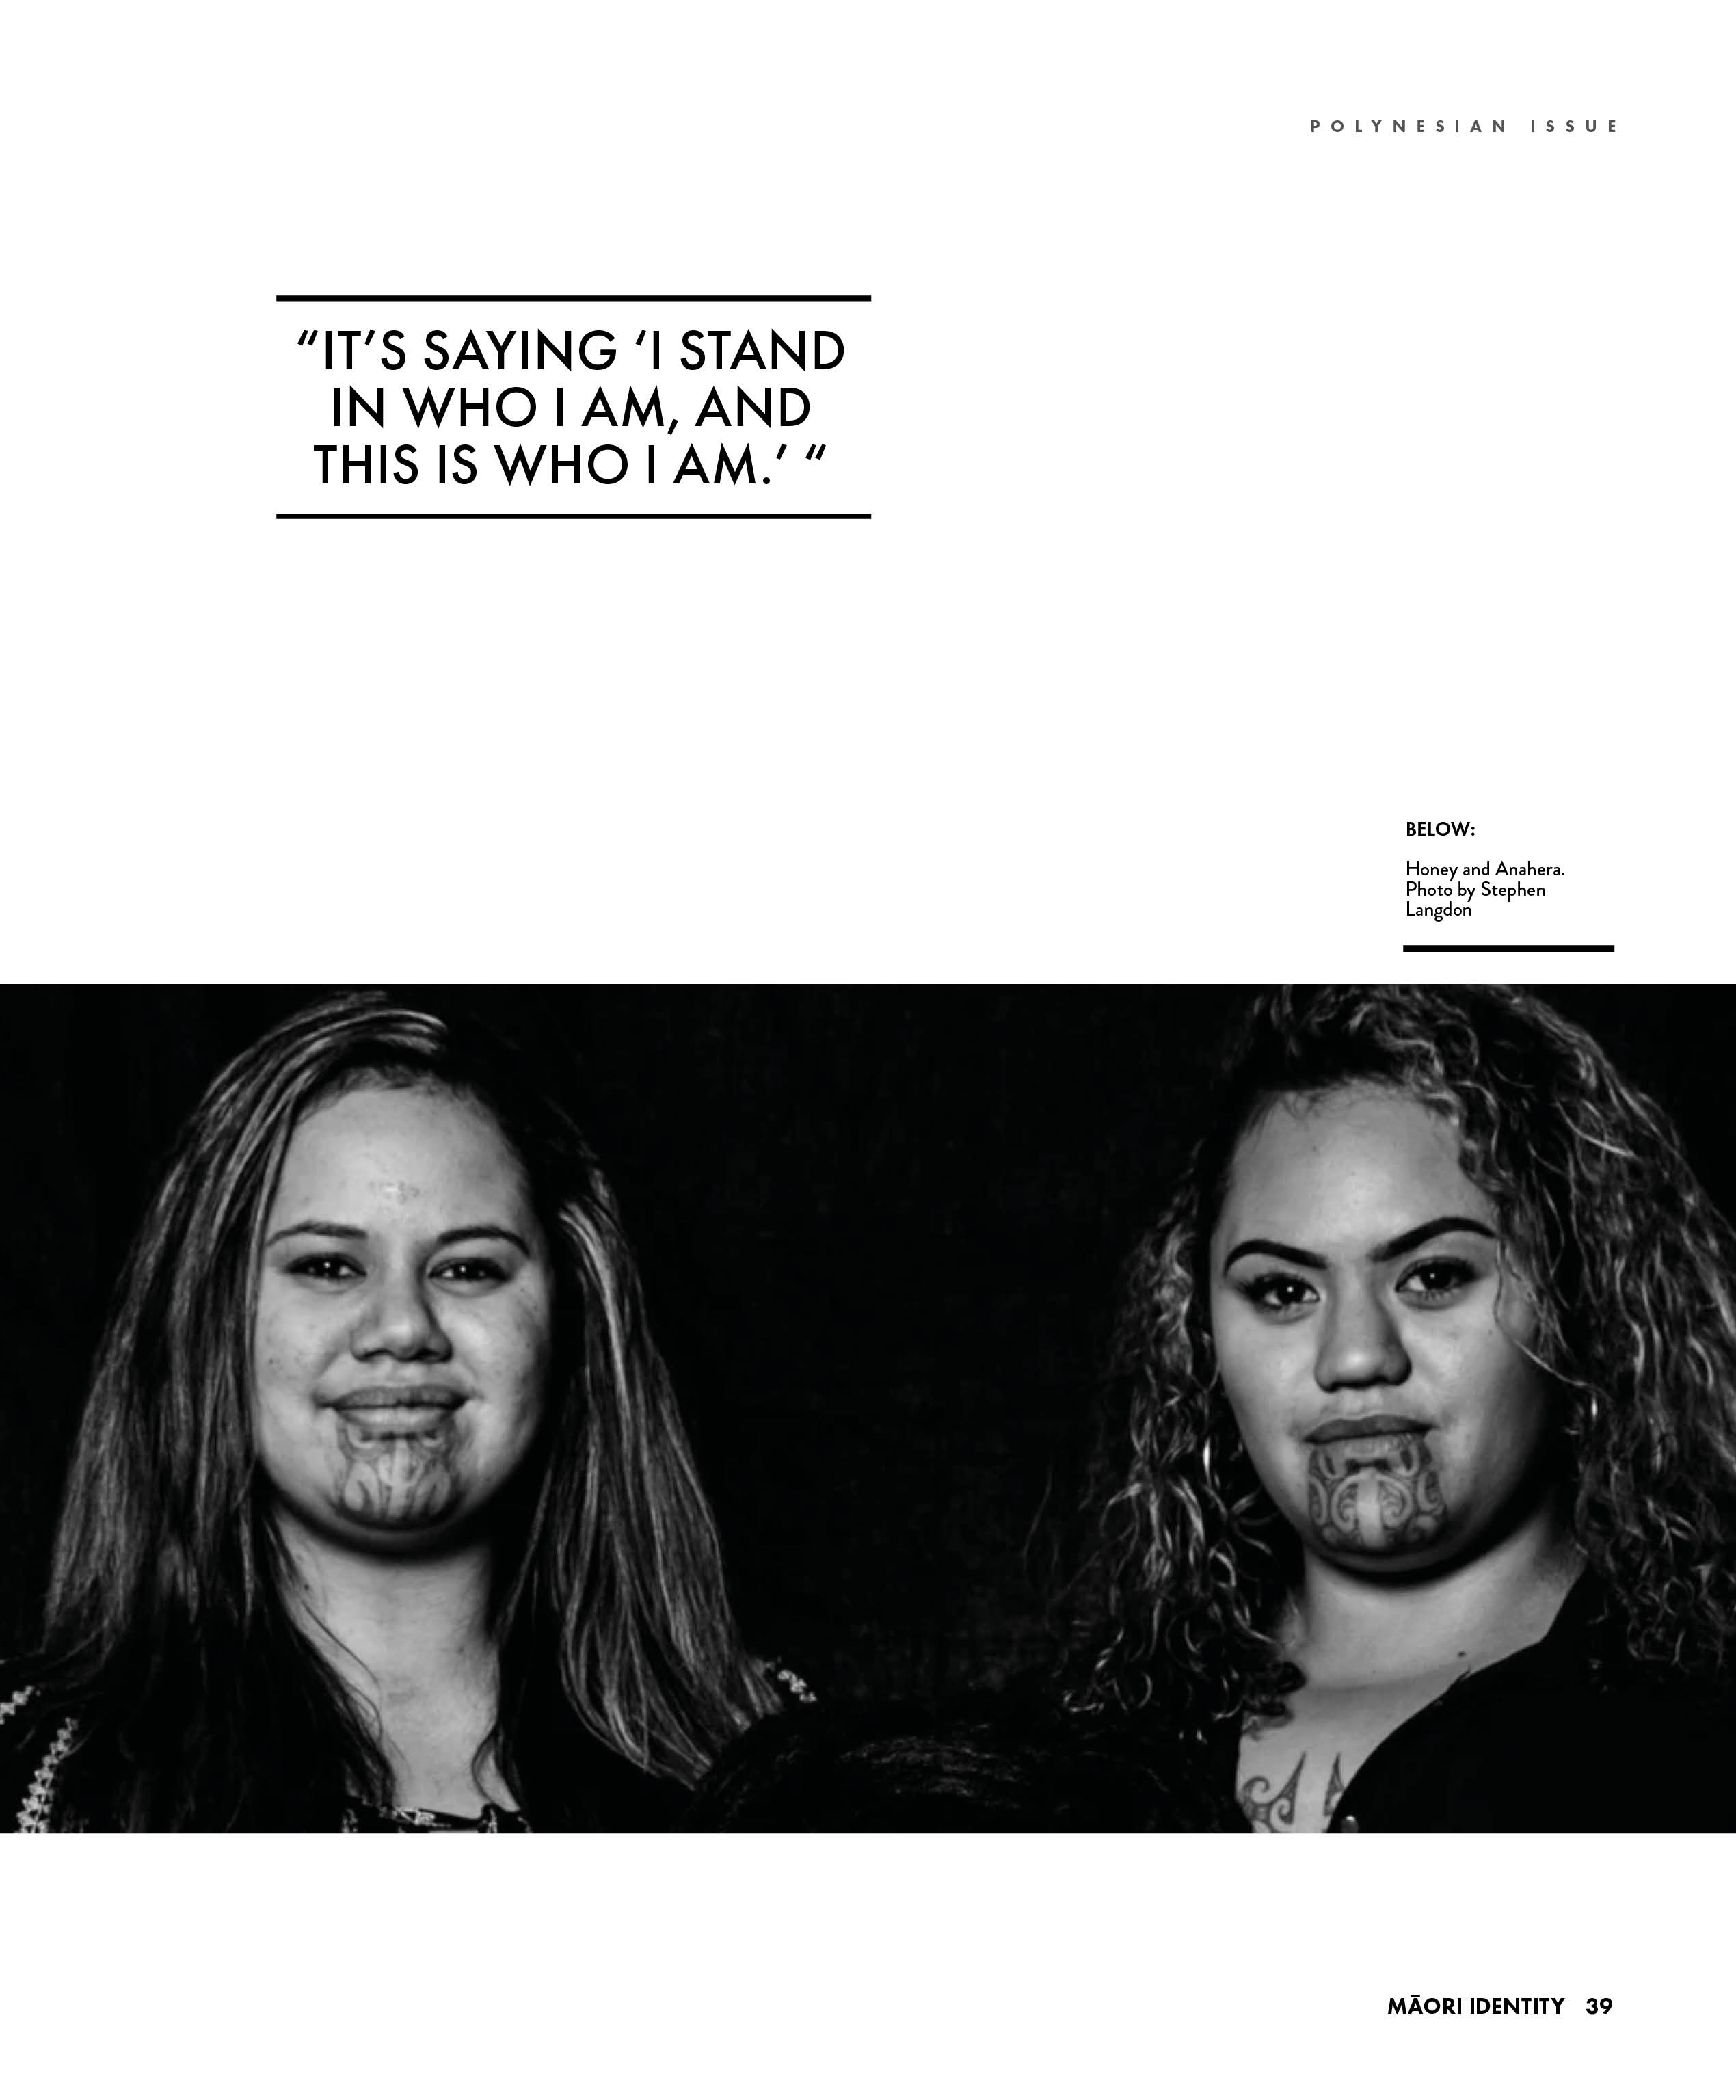 POLYNESIAN ISSUE
“IT’S SAYING ‘I STAND
IN WHO I AM, AND
THIS IS WHO I AM.’ “
BELOW:
Honey and Anahera.
Photo by Stephen
Langdon
MĀORI IDENTITY 39